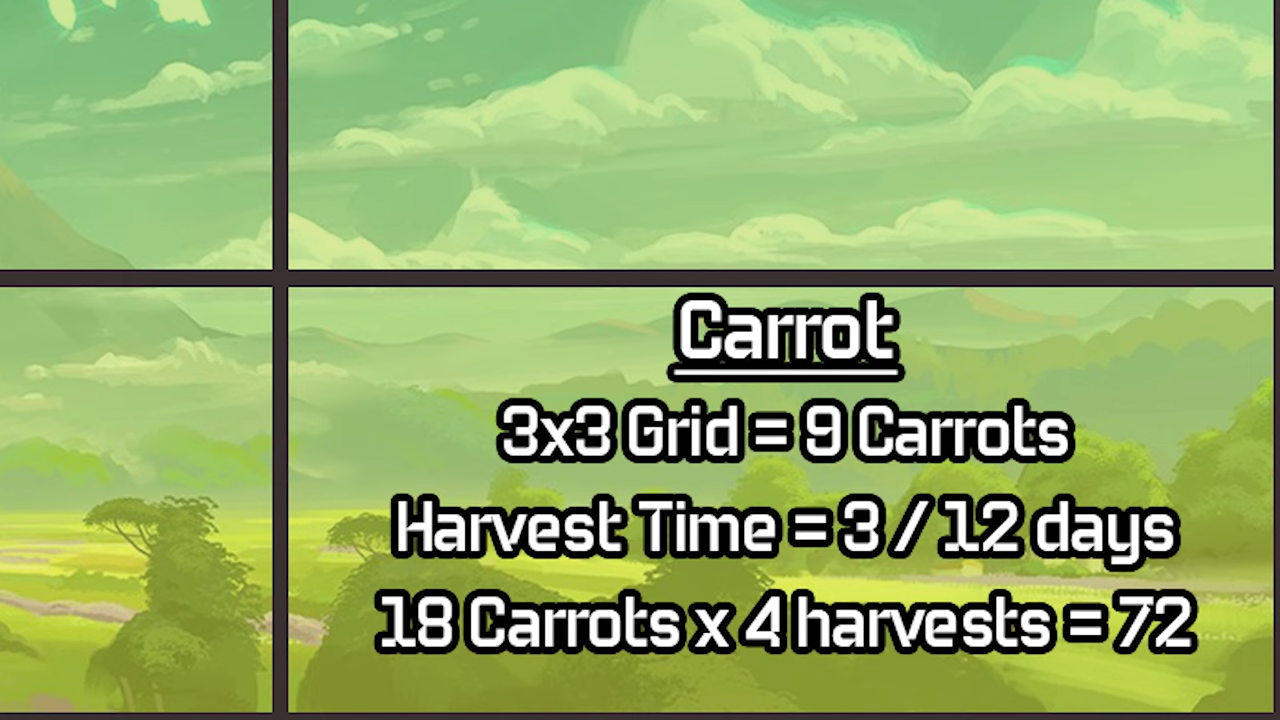 Carrot
3x3 Grid = 9 Carrots
Harvest Time = 3 / 12 days
18 Carrots x 4 harvests = 72